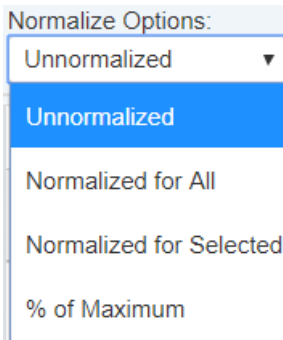 Normalize Options:
Unnormalized
Unnormalized
Normalized for All
Normalized for Selected
% of Maximum